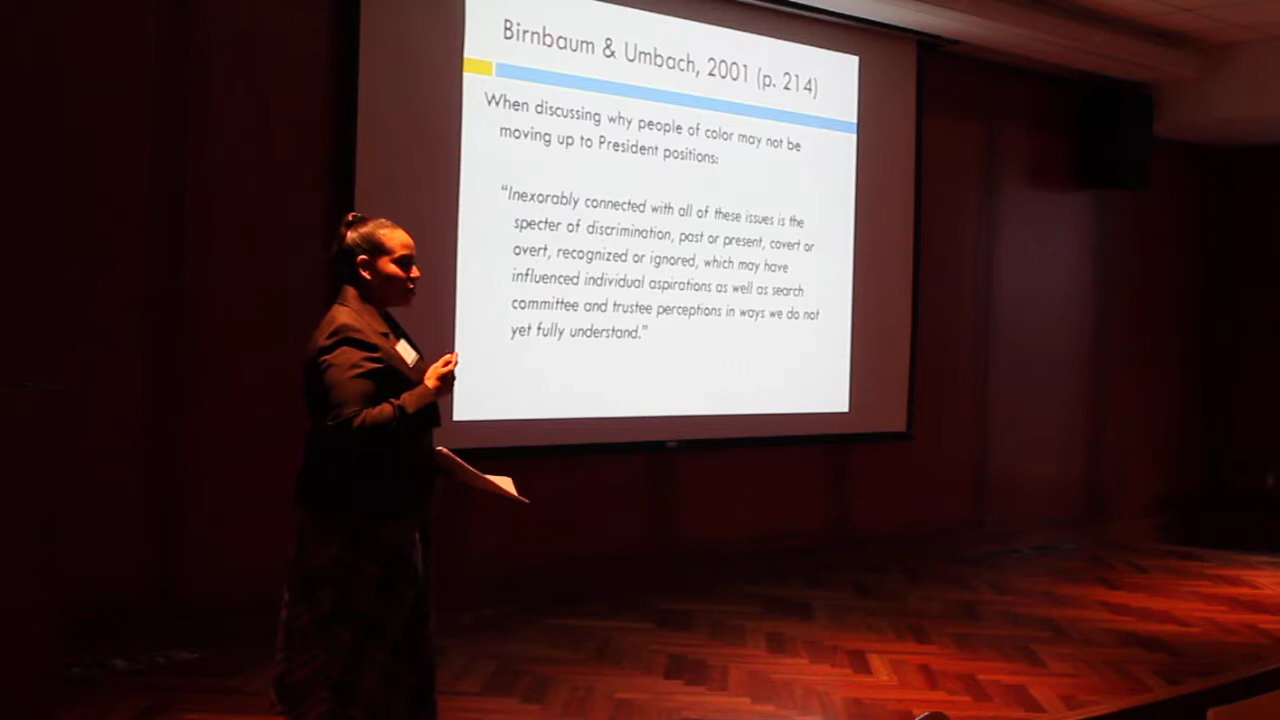 Birnbaum & Umbach, 2001 (p. 214)
When discussing why people of color may not be
moving up to President positions:
“Inexorably connected with all of these issues is the
specter of discrimination, past or present, covert or
overt, recognized or ignored, which may have
influenced individual aspirations as well as search
committee and trustee perceptions in ways we do not
yet fully understand.”